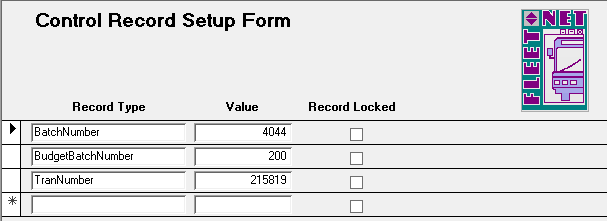 Control Record Setup Form
FLEET NET
Record Type Value Record Locked
BatchNumber 4044
BudgetBatchNumber 200
TranNumber 215819
*